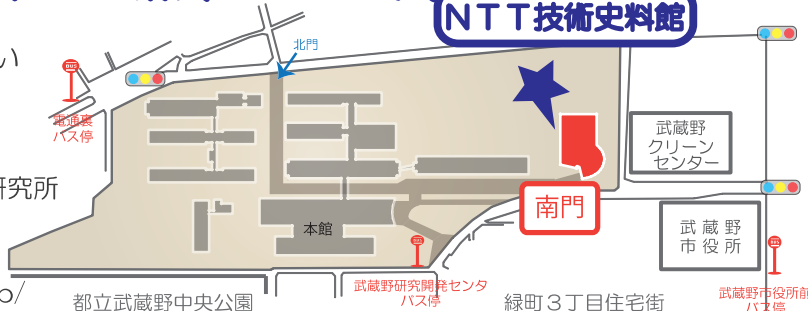 NTT技術史料館
北門
い
電通裏
バス停
武蔵野
クリーン
センター
研究所
南門
本館
武蔵野
市役所
武蔵野研究開発センタ
バス停
都立武蔵野中央公園
緑町3丁目住宅街
武蔵野市役所前
バス停
p/